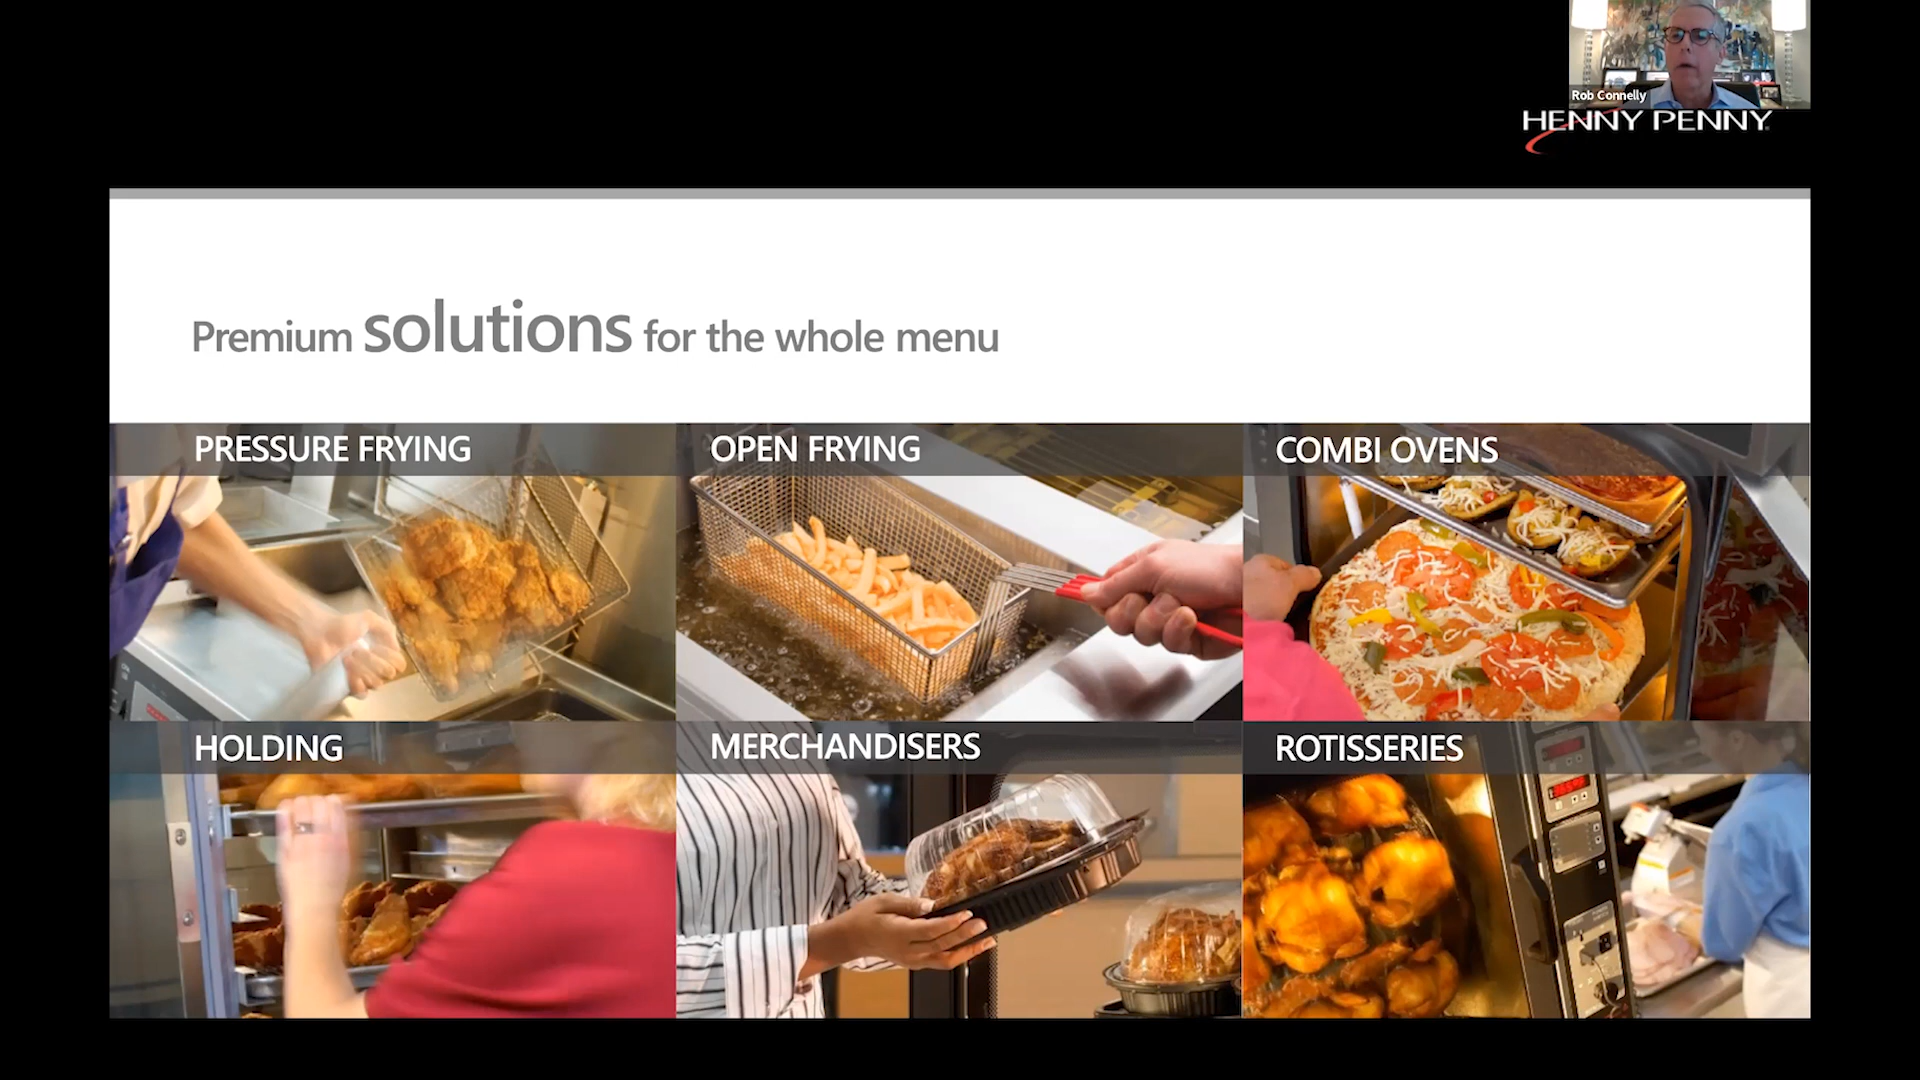 Rob Connelly
HENNY PENNY
Premium solutions for the whole menu
PRESSURE FRYING
OPEN FRYING
COMBI OVENS
HOLDING
MERCHANDISERS
ROTISSERIES